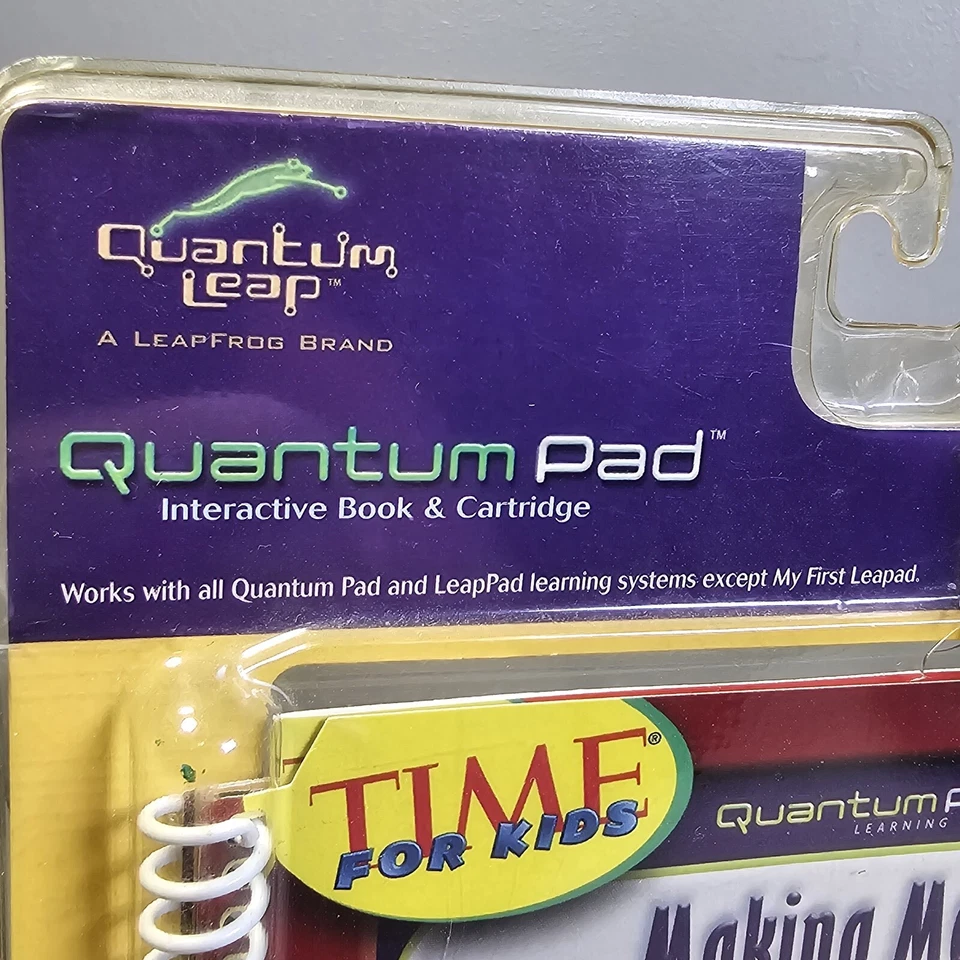 Quantum
Leap™
A LEAPFROG BRAND
Quantum Pad™
Interactive Book & Cartridge
Works with all Quantum Pad and LeapPad learning systems except My First Leapad.
TIME®
FOR KIDS
Quantum
LEARNING
Making